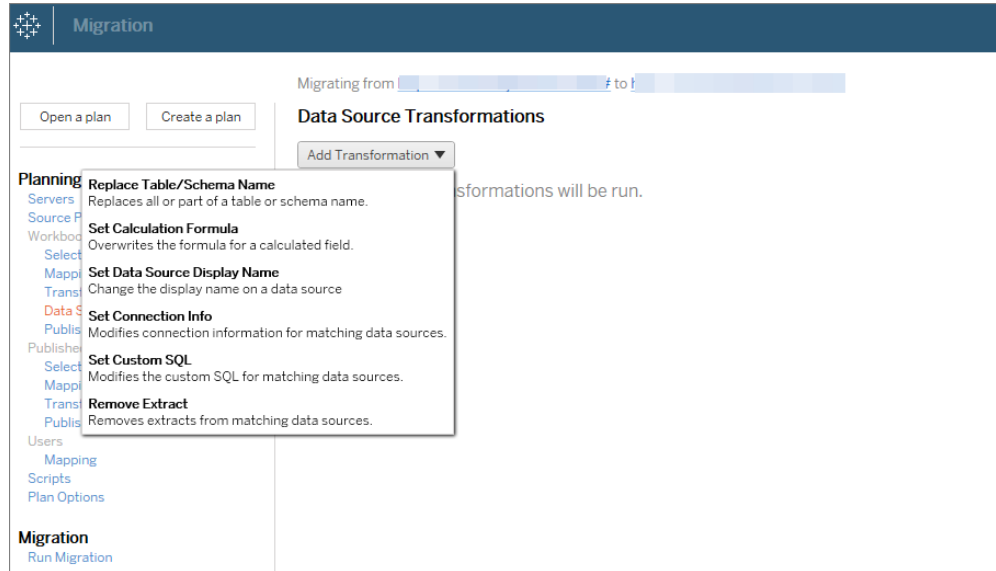 Migration
Migrating from to
Open a plan Create a plan
Data Source Transformations
Add Transformation ▼
sformations will be run.
Planning
Servers
Source P
Workboo
Select
Mappi
Transf
Data S
Publis
Publishe
Select
Mappi
Transf
Publis
Users
Mapping
Scripts
Plan Options
Replace Table/Schema Name
Replaces all or part of a table or schema name.
Set Calculation Formula
Overwrites the formula for a calculated field.
Set Data Source Display Name
Change the display name on a data source
Set Connection Info
Modifies connection information for matching data sources.
Set Custom SQL
Modifies the custom SQL for matching data sources.
Remove Extract
Removes extracts from matching data sources.
Migration
Run Migration